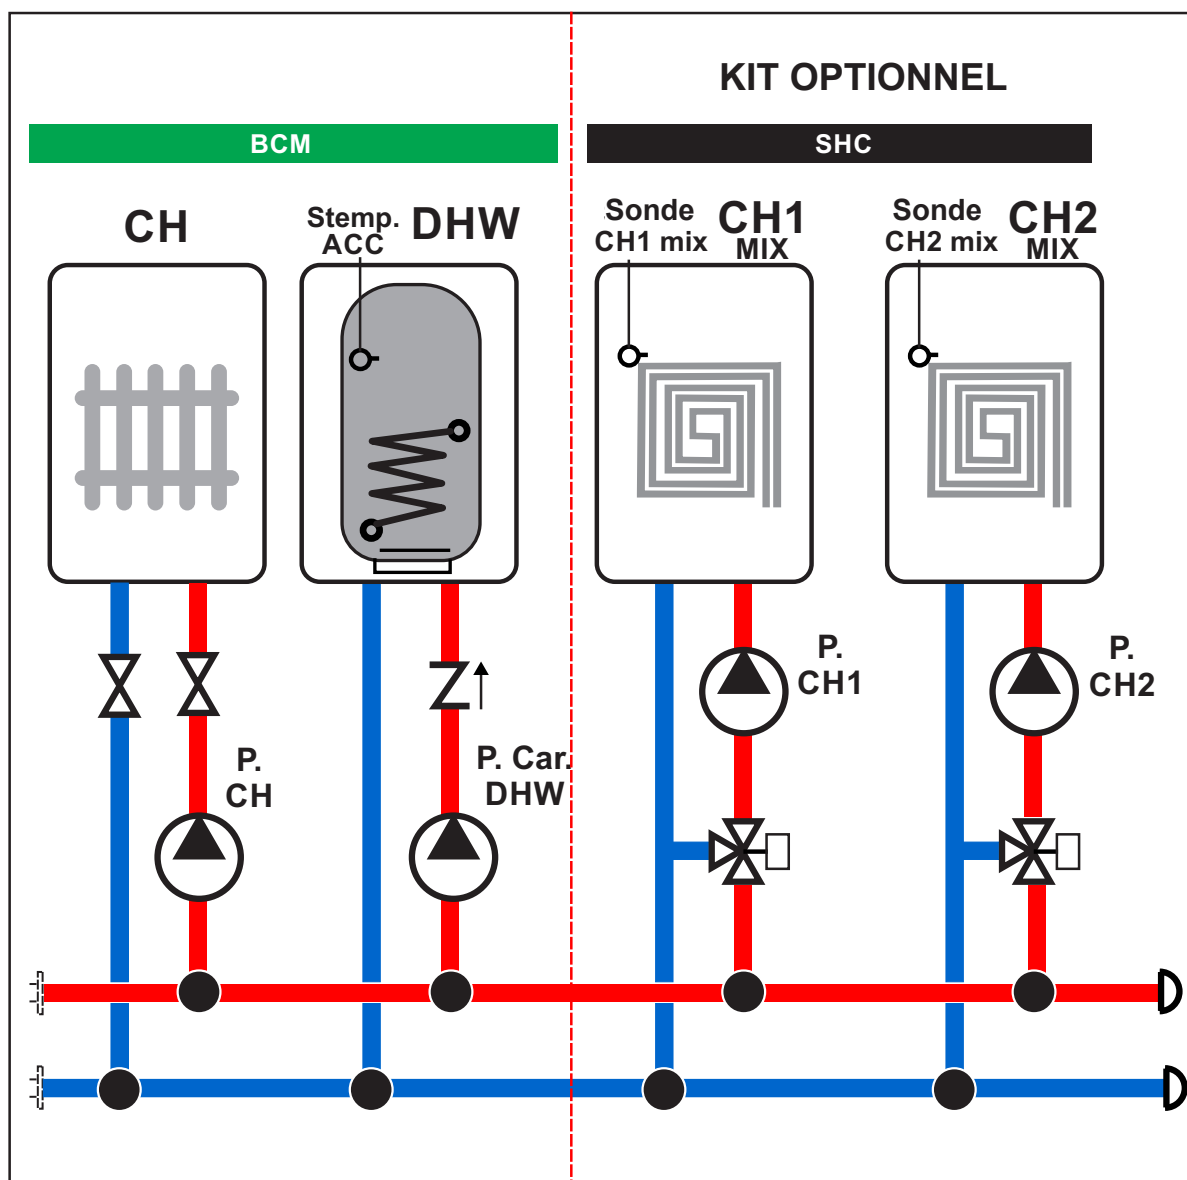 KIT OPTIONNEL
BCM
SHC
CH
Stemp.
ACC
DHW
Sonde
CH1 mix
CH1
MIX
Sonde
CH2 mix
CH2
MIX
P.
CH
P. Car.
DHW
P.
CH1
P.
CH2